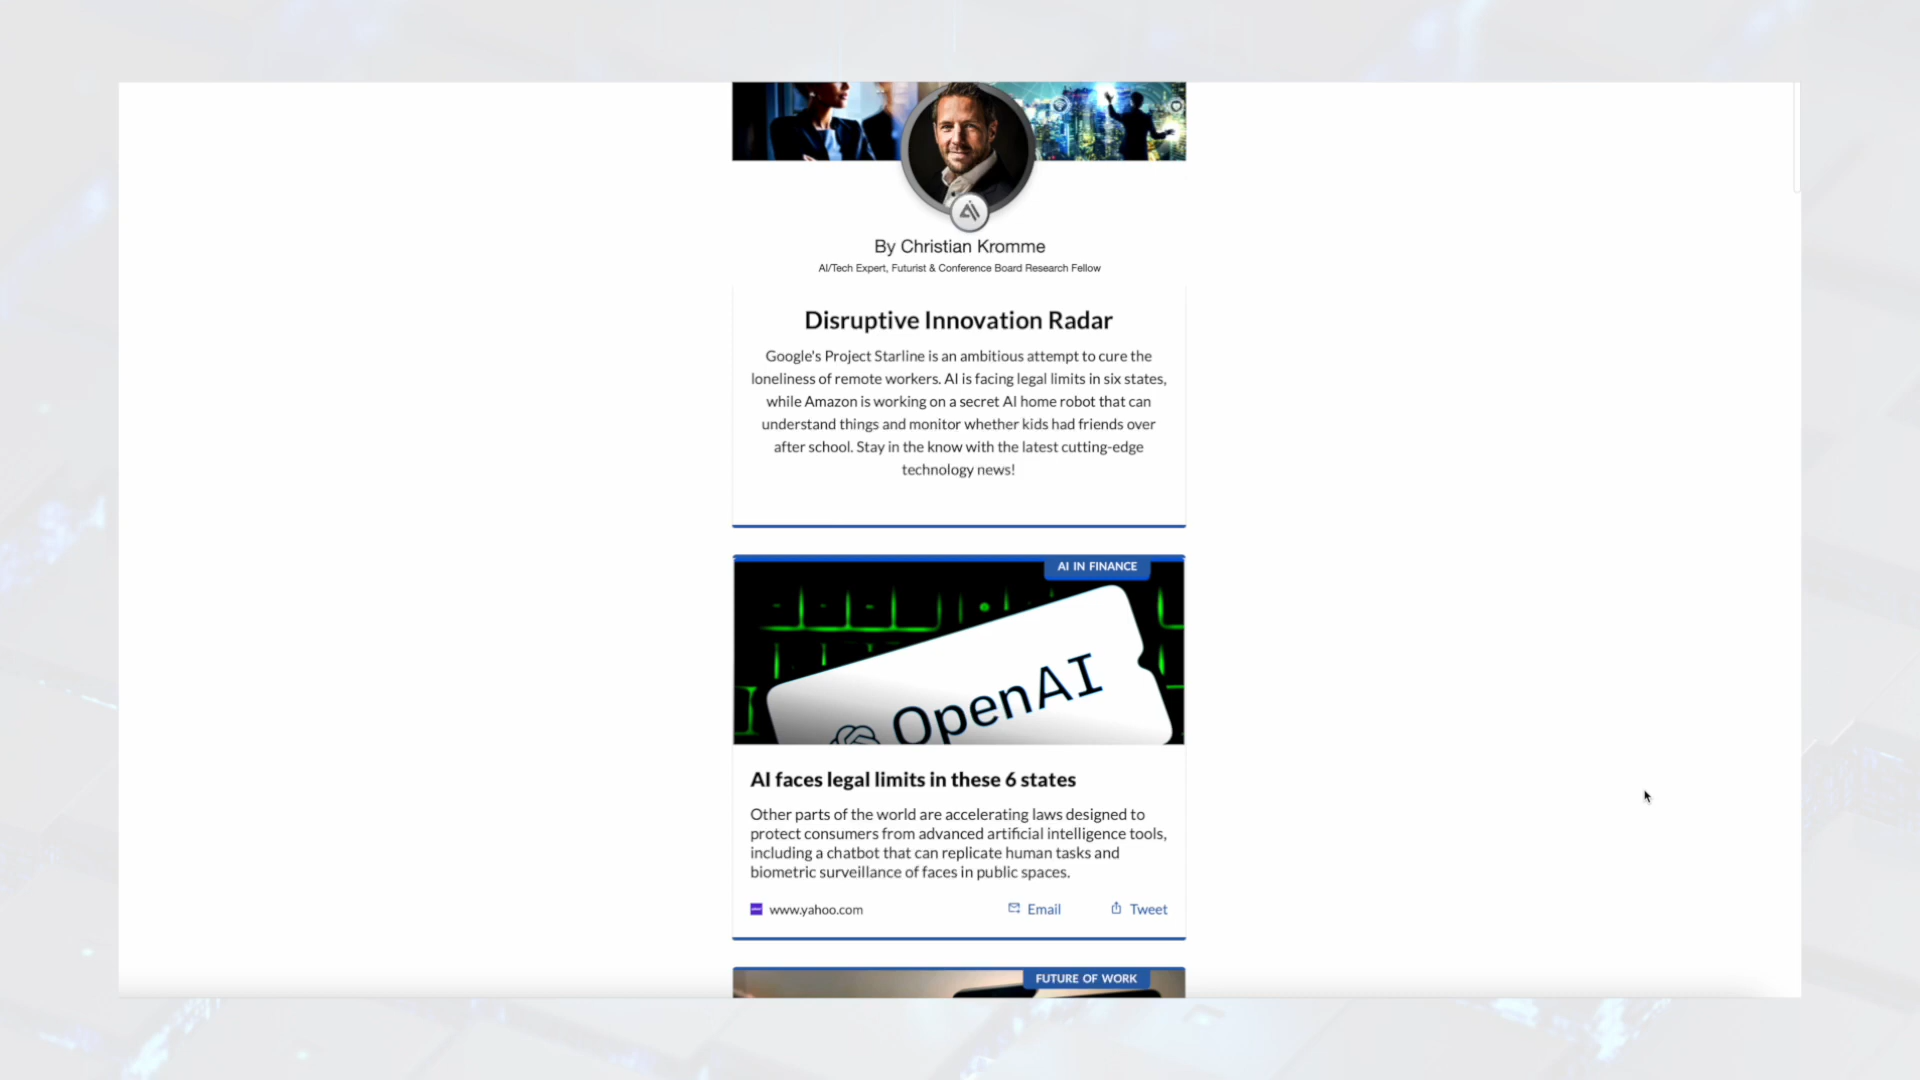 By Christian Kromme
AI/Tech Expert, Futurist & Conference Board Research Fellow
Disruptive Innovation Radar
Google's Project Starline is an ambitious attempt to cure the
loneliness of remote workers. AI is facing legal limits in six states,
while Amazon is working on a secret AI home robot that can
understand things and monitor whether kids had friends over
after school. Stay in the know with the latest cutting-edge
technology news!
AI IN FINANCE
OpenAI
AI faces legal limits in these 6 states
Other parts of the world are accelerating laws designed to
protect consumers from advanced artificial intelligence tools,
including a chatbot that can replicate human tasks and
biometric surveillance of faces in public spaces.
www.yahoo.com
Email
Tweet
FUTURE OF WORK